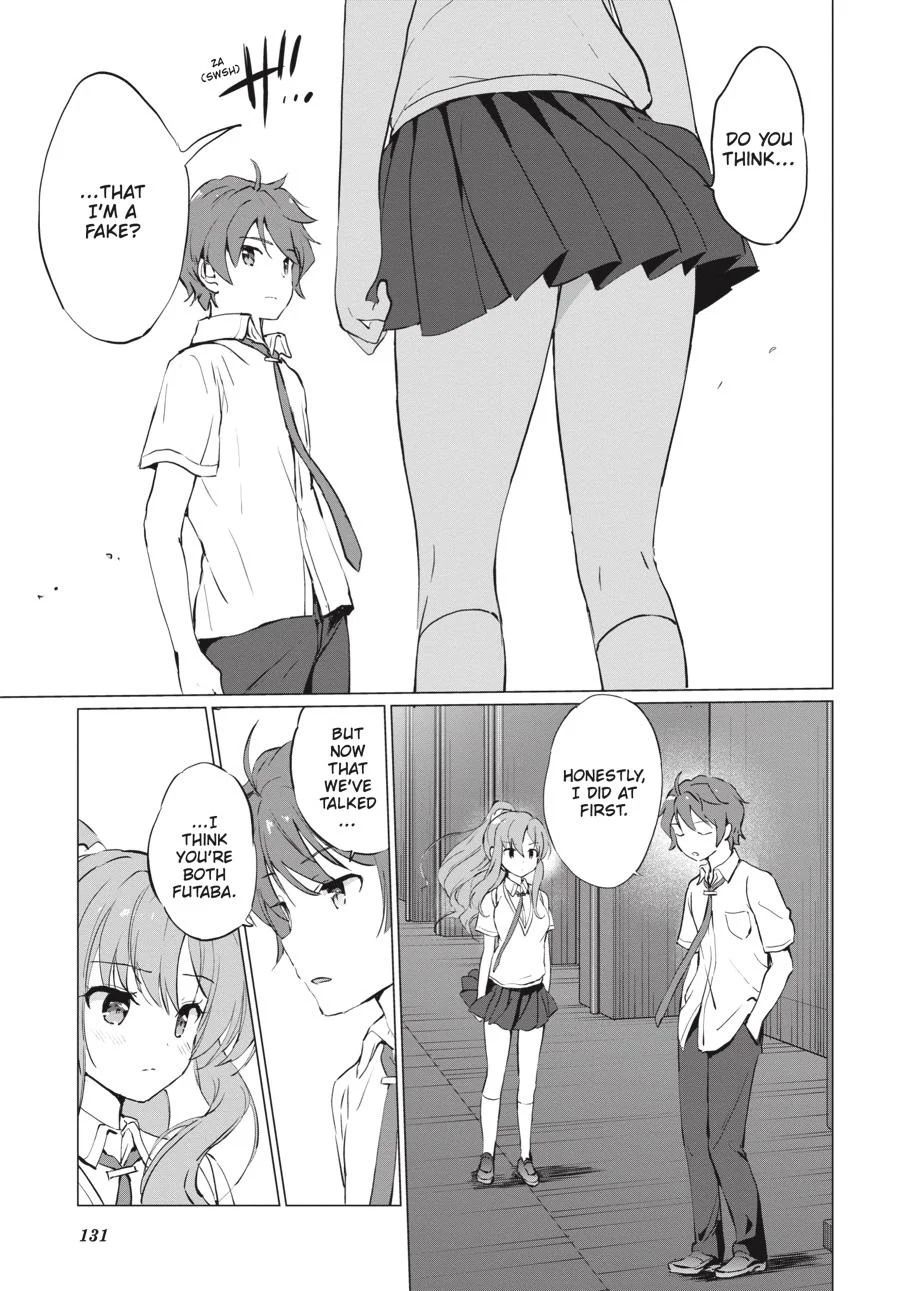 DO YOU
THINK...
ZA
(SWSH)
ザ!!...
...THAT
I'M A
FAKE?
HONESTLY,
I DID AT
FIRST.
BUT
NOW
THAT
WE'VE
TALKED
...
...I
THINK
YOU'RE
BOTH
FUTABA.
131